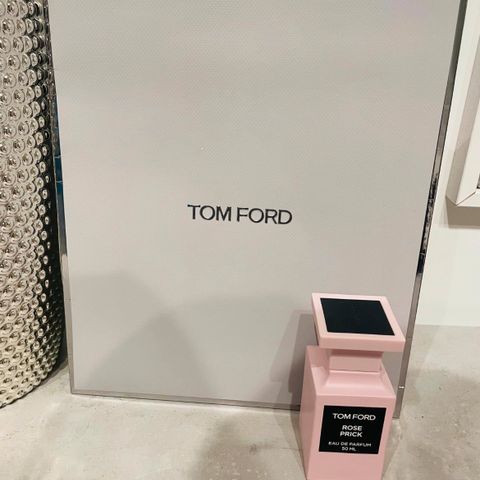 TOM FORD
TOM FORD
ROSE
PRICK
EAU DE PARFUM
50 ML